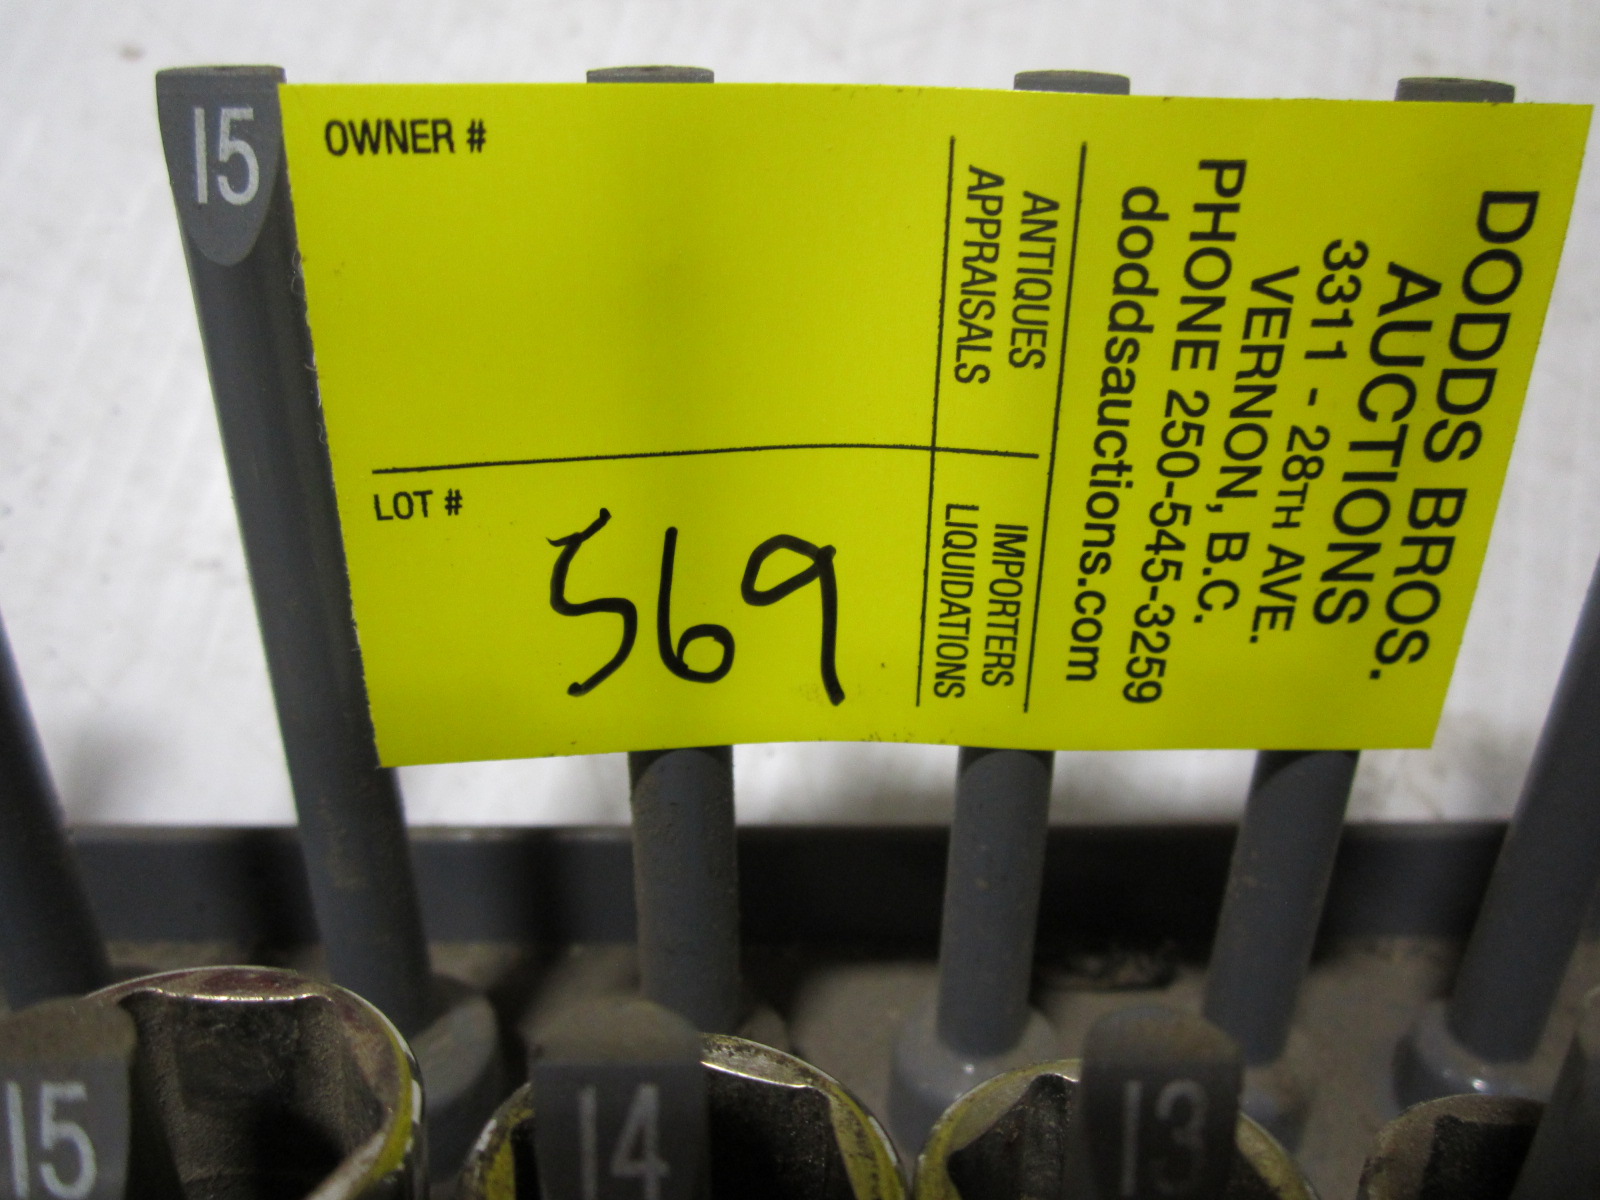 15
OWNER #
LOT #
569
ANTIQUES
APPRAISALS
IMPORTERS
LIQUIDATIONS
DODDS BROS.
AUCTIONS
3311 - 28TH AVE.
VERNON, B.C.
PHONE 250-545-3259
doddsauctions.com
15
14
13